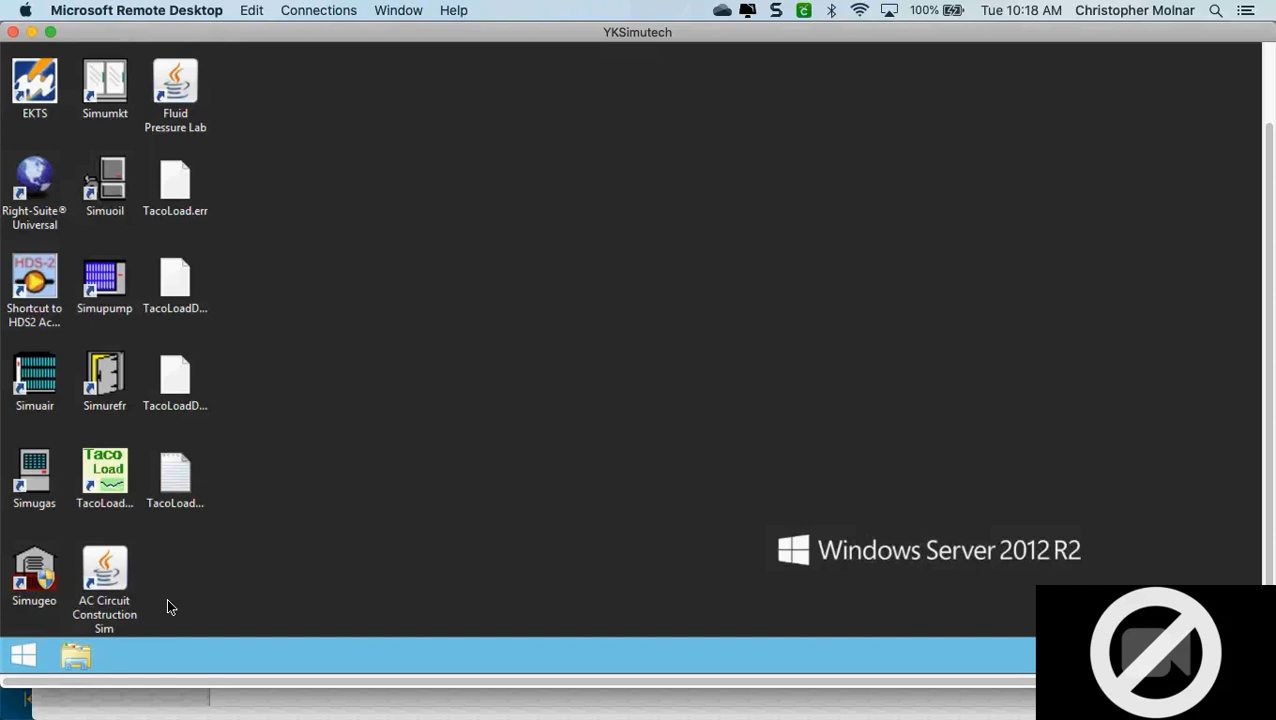 Microsoft Remote Desktop Edit Connections Window Help 100% Tue 10:18 AM Christopher Molnar
YKSimutech
EKTS
Simumkt
Fluid
Pressure Lab
Right-Suite®
Universal
Simuoil
TacoLoad.err
HDS-2
Shortcut to
HDS2 Ac...
Simupump
TacoLoadD...
Simuair
Simurefr
TacoLoadD...
Simugas
Taco
Load
TacoLoad...
TacoLoad...
Simugeo
AC Circuit
Construction
Sim
Windows Server 2012 R2